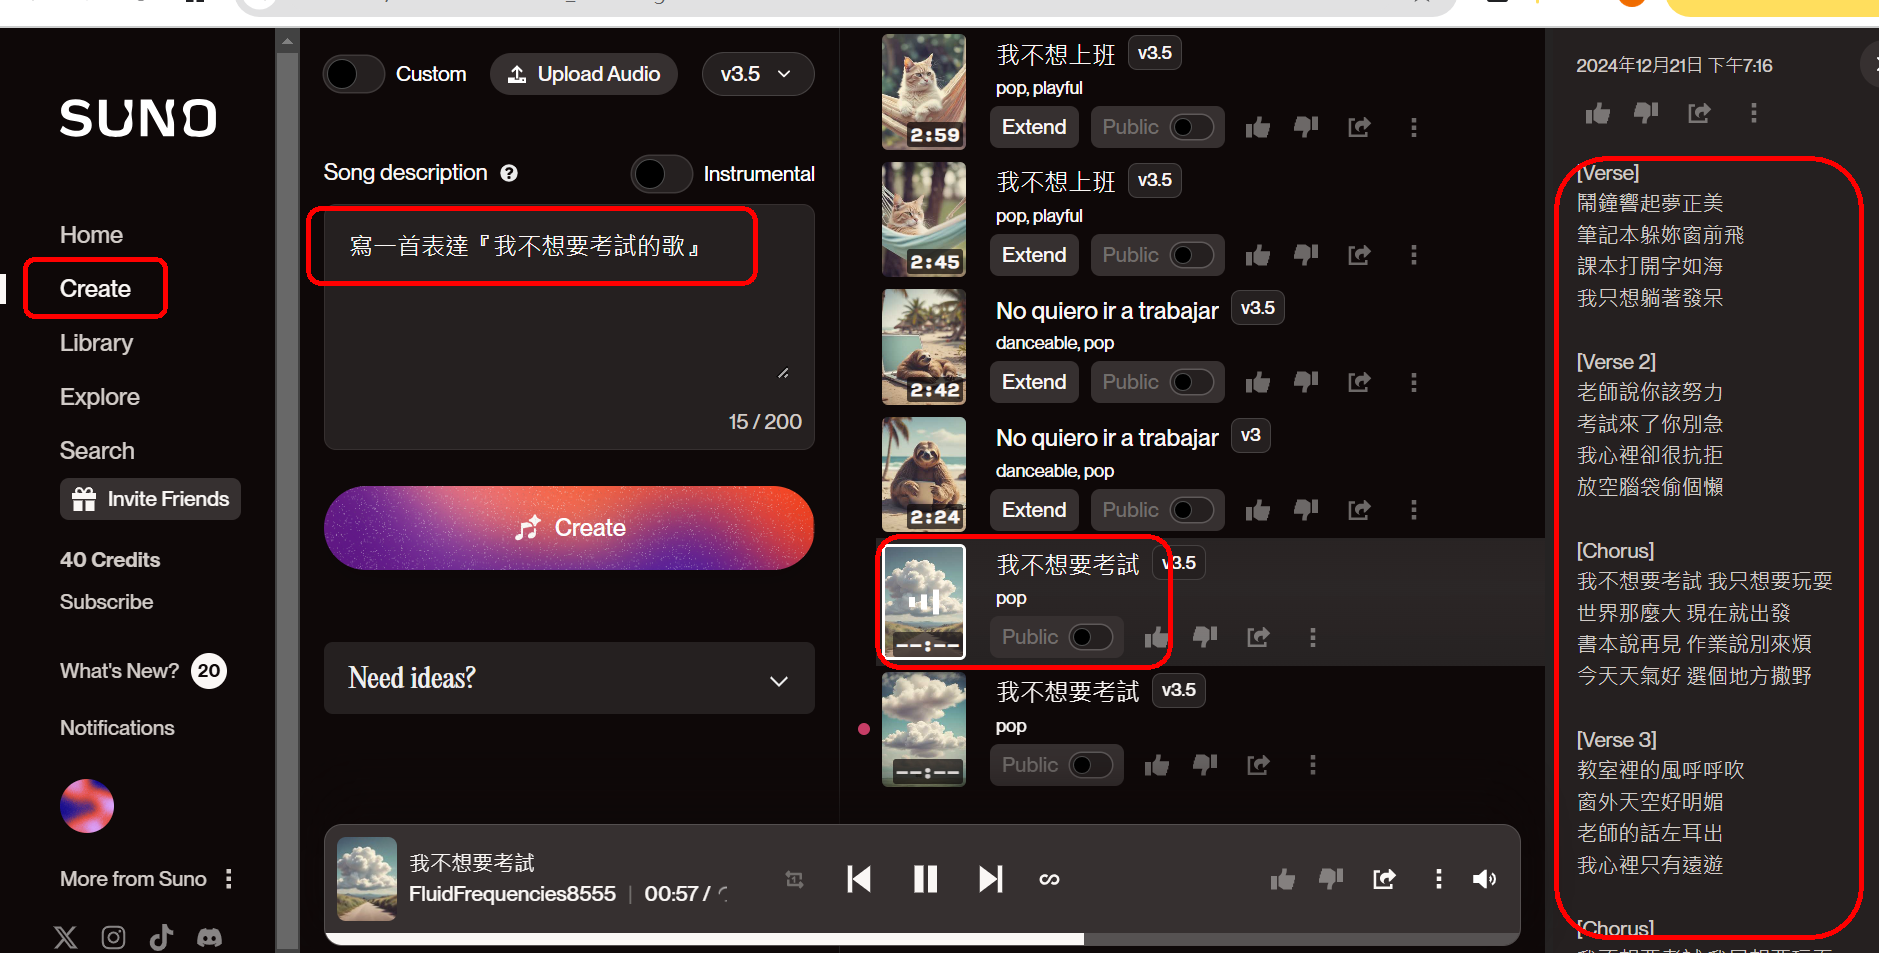 SUNO
Home
Create
Library
Explore
Search
Invite Friends
40 Credits
Subscribe
What's New? 20
Notifications
More from Suno
Custom
Upload Audio
v3.5
Song description ?
Instrumental
寫一首表達『我不想要考試的歌』
15 / 200
Create
Need ideas?
我不想上班 v3.5
pop, playful
2:59
Extend
Public
我不想上班 v3.5
pop, playful
2:45
Extend
Public
No quiero ir a trabajar v3.5
danceable, pop
2:42
Extend
Public
No quiero ir a trabajar v3
danceable, pop
2:24
Extend
Public
我不想要考試 v3.5
pop
--:--
Public
我不想要考試 v3.5
pop
--:--
Public
我不想要考試
FluidFrequencies8555 | 00:57 /
2024年12月21日 下午7:16
[Verse]
鬧鐘響起夢正美
筆記本躲妳窗前飛
課本打開字如海
我只想躺著發呆
[Verse 2]
老師說你該努力
考試來了你別急
我心裡卻很抗拒
放空腦袋偷個懶
[Chorus]
我不想要考試 我只想要玩耍
世界那麼大 現在就出發
書本說再見 作業說別來煩
今天天氣好 選個地方撒野
[Verse 3]
教室裡的風呼呼吹
窗外天空好明媚
老師的話左耳出
我心裡只有遠遊
[Chorus]
我不想要考試 我只想要玩耍